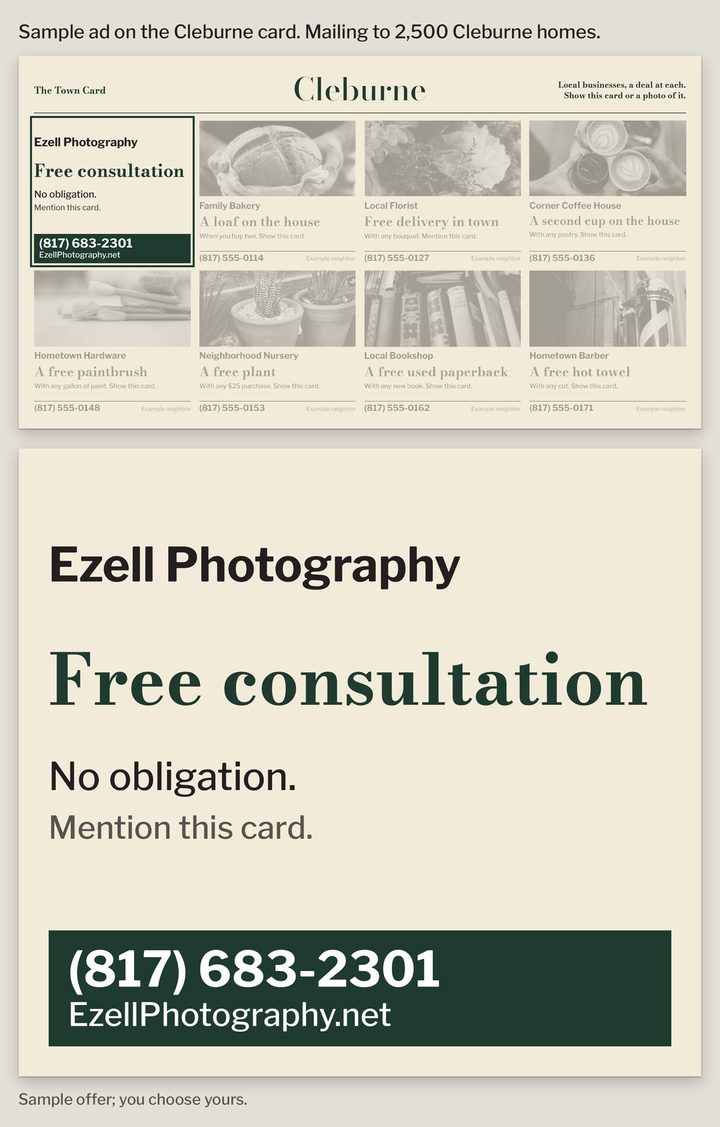 Sample ad on the Cleburne card. Mailing to 2,500 Cleburne homes.
The Town Card
Cleburne
Local businesses, a deal at each.
Show this card or a photo of it.
Ezell Photography
Free consultation
No obligation.
Mention this card.
(817) 683-2301
EzellPhotography.net
Family Bakery
A loaf on the house
When you buy two. Show this card.
(817) 555-0114
Example neighbor
Local Florist
Free delivery in town
With any bouquet. Mention this card.
(817) 555-0127
Example neighbor
Corner Coffee House
A second cup on the house
With any pastry. Show this card.
(817) 555-0136
Example neighbor
Hometown Hardware
A free paintbrush
With any gallon of paint. Show this card.
(817) 555-0148
Example neighbor
Neighborhood Nursery
A free plant
With any $25 purchase. Show this card.
(817) 555-0153
Example neighbor
Local Bookshop
A free used paperback
With any new book. Show this card.
(817) 555-0162
Example neighbor
Hometown Barber
A free hot towel
With any cut. Show this card.
(817) 555-0171
Example neighbor
Ezell Photography
Free consultation
No obligation.
Mention this card.
(817) 683-2301
EzellPhotography.net
Sample offer; you choose yours.